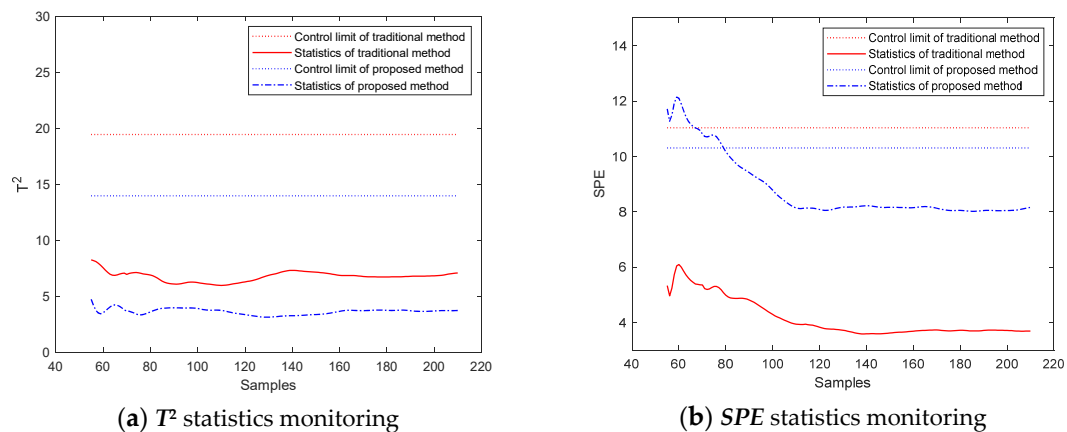 30
25
20
15
10
5
0
T²
40
60
80
100
120
140
160
180
200
220
Samples
Control limit of traditional method
Statistics of traditional method
Control limit of proposed method
Statistics of proposed method
(a) T² statistics monitoring
14
12
10
8
6
4
SPE
40
60
80
100
120
140
160
180
200
220
Samples
Control limit of traditional method
Statistics of traditional method
Control limit of proposed method
Statistics of proposed method
(b) SPE statistics monitoring